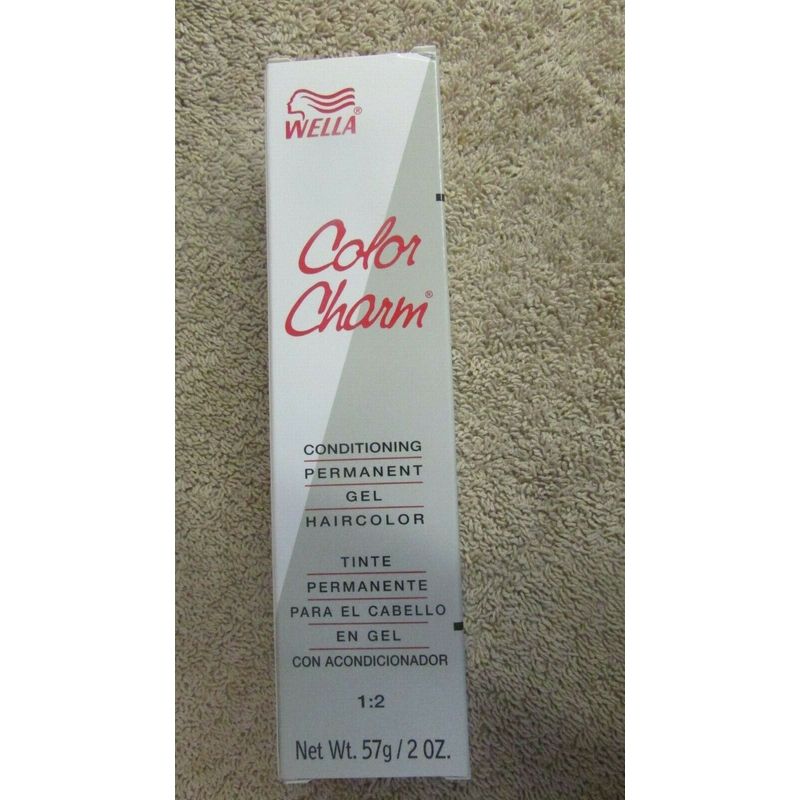 WELLA®
Color
Charm®
CONDITIONING
PERMANENT
GEL
HAIRCOLOR
TINTE
PERMANENTE
PARA EL CABELLO
EN GEL
CON ACONDICIONADOR
1:2
Net Wt. 57g / 2 OZ.